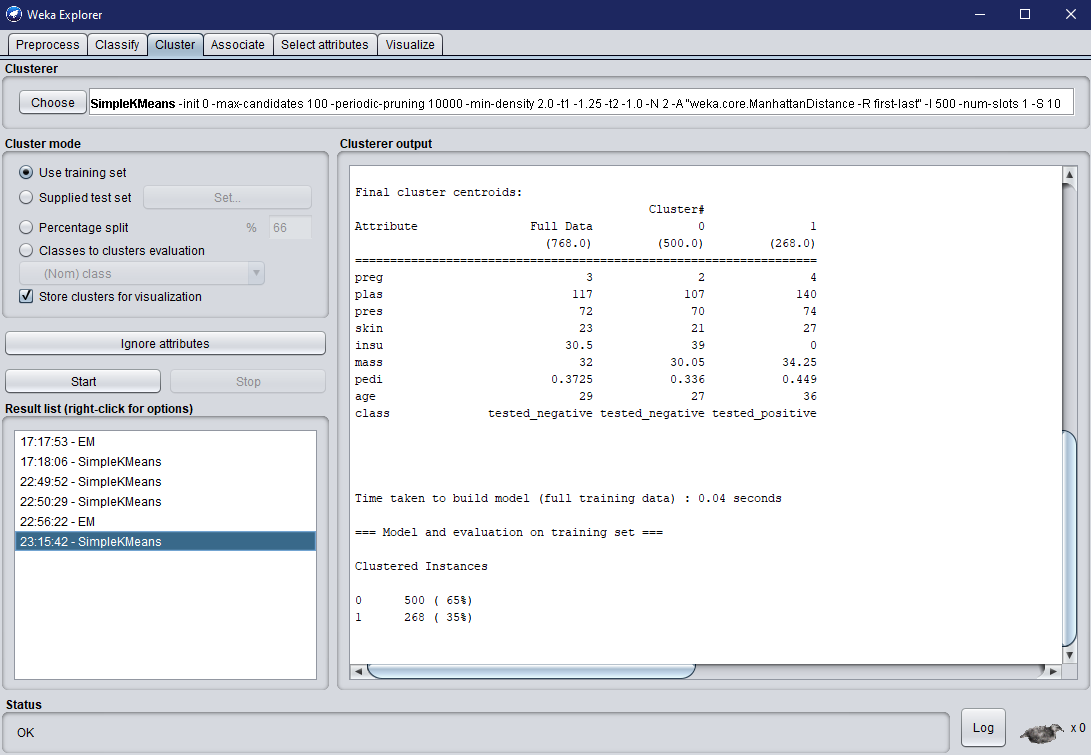 Weka Explorer
Preprocess Classify Cluster Associate Select attributes Visualize
Clusterer
Choose SimpleKMeans -init 0 -max-candidates 100 -periodic-pruning 10000 -min-density 2.0 -t1 -1.25 -t2 -1.0 -N 2 -A "weka.core.ManhattanDistance -R first-last" -I 500 -num-slots 1 -S 10
Cluster mode
Use training set
Supplied test set Set...
Percentage split % 66
Classes to clusters evaluation
(Nom) class
Store clusters for visualization
Ignore attributes
Start Stop
Result list (right-click for options)
17:17:53 - EM
17:18:06 - SimpleKMeans
22:49:52 - SimpleKMeans
22:50:29 - SimpleKMeans
22:56:22 - EM
23:15:42 - SimpleKMeans
Clusterer output
Final cluster centroids:
Cluster#
Attribute Full Data 0 1
(768.0) (500.0) (268.0)
==================================================================
preg 3 2 4
plas 117 107 140
pres 72 70 74
skin 23 21 27
insu 30.5 39 0
mass 32 30.05 34.25
pedi 0.3725 0.336 0.449
age 29 27 36
class tested_negative tested_negative tested_positive
Time taken to build model (full training data) : 0.04 seconds
=== Model and evaluation on training set ===
Clustered Instances
0 500 ( 65%)
1 268 ( 35%)
Status
OK
Log x 0